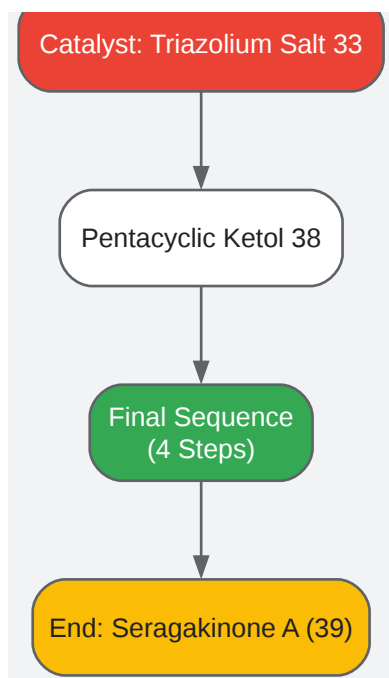 Catalyst: Triazolium Salt 33
Pentacyclic Ketol 38
Final Sequence
(4 Steps)
End: Seragakinone A (39)